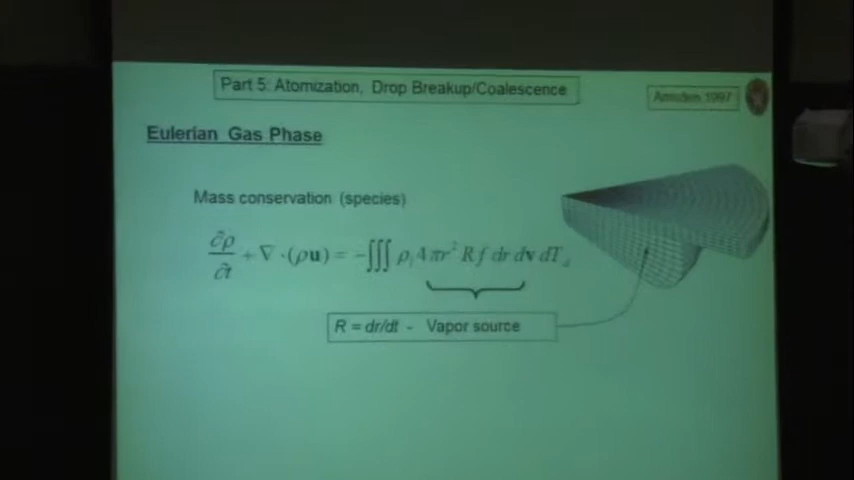 Part 5: Atomization, Drop Breakup/Coalescence
Amsden 1997
Eulerian Gas Phase
Mass conservation (species)
∂ρ/∂t + ∇·(ρu) = -∭ ρ_l 4πr² R f dr dv dT_d
R = dr/dt - Vapor source